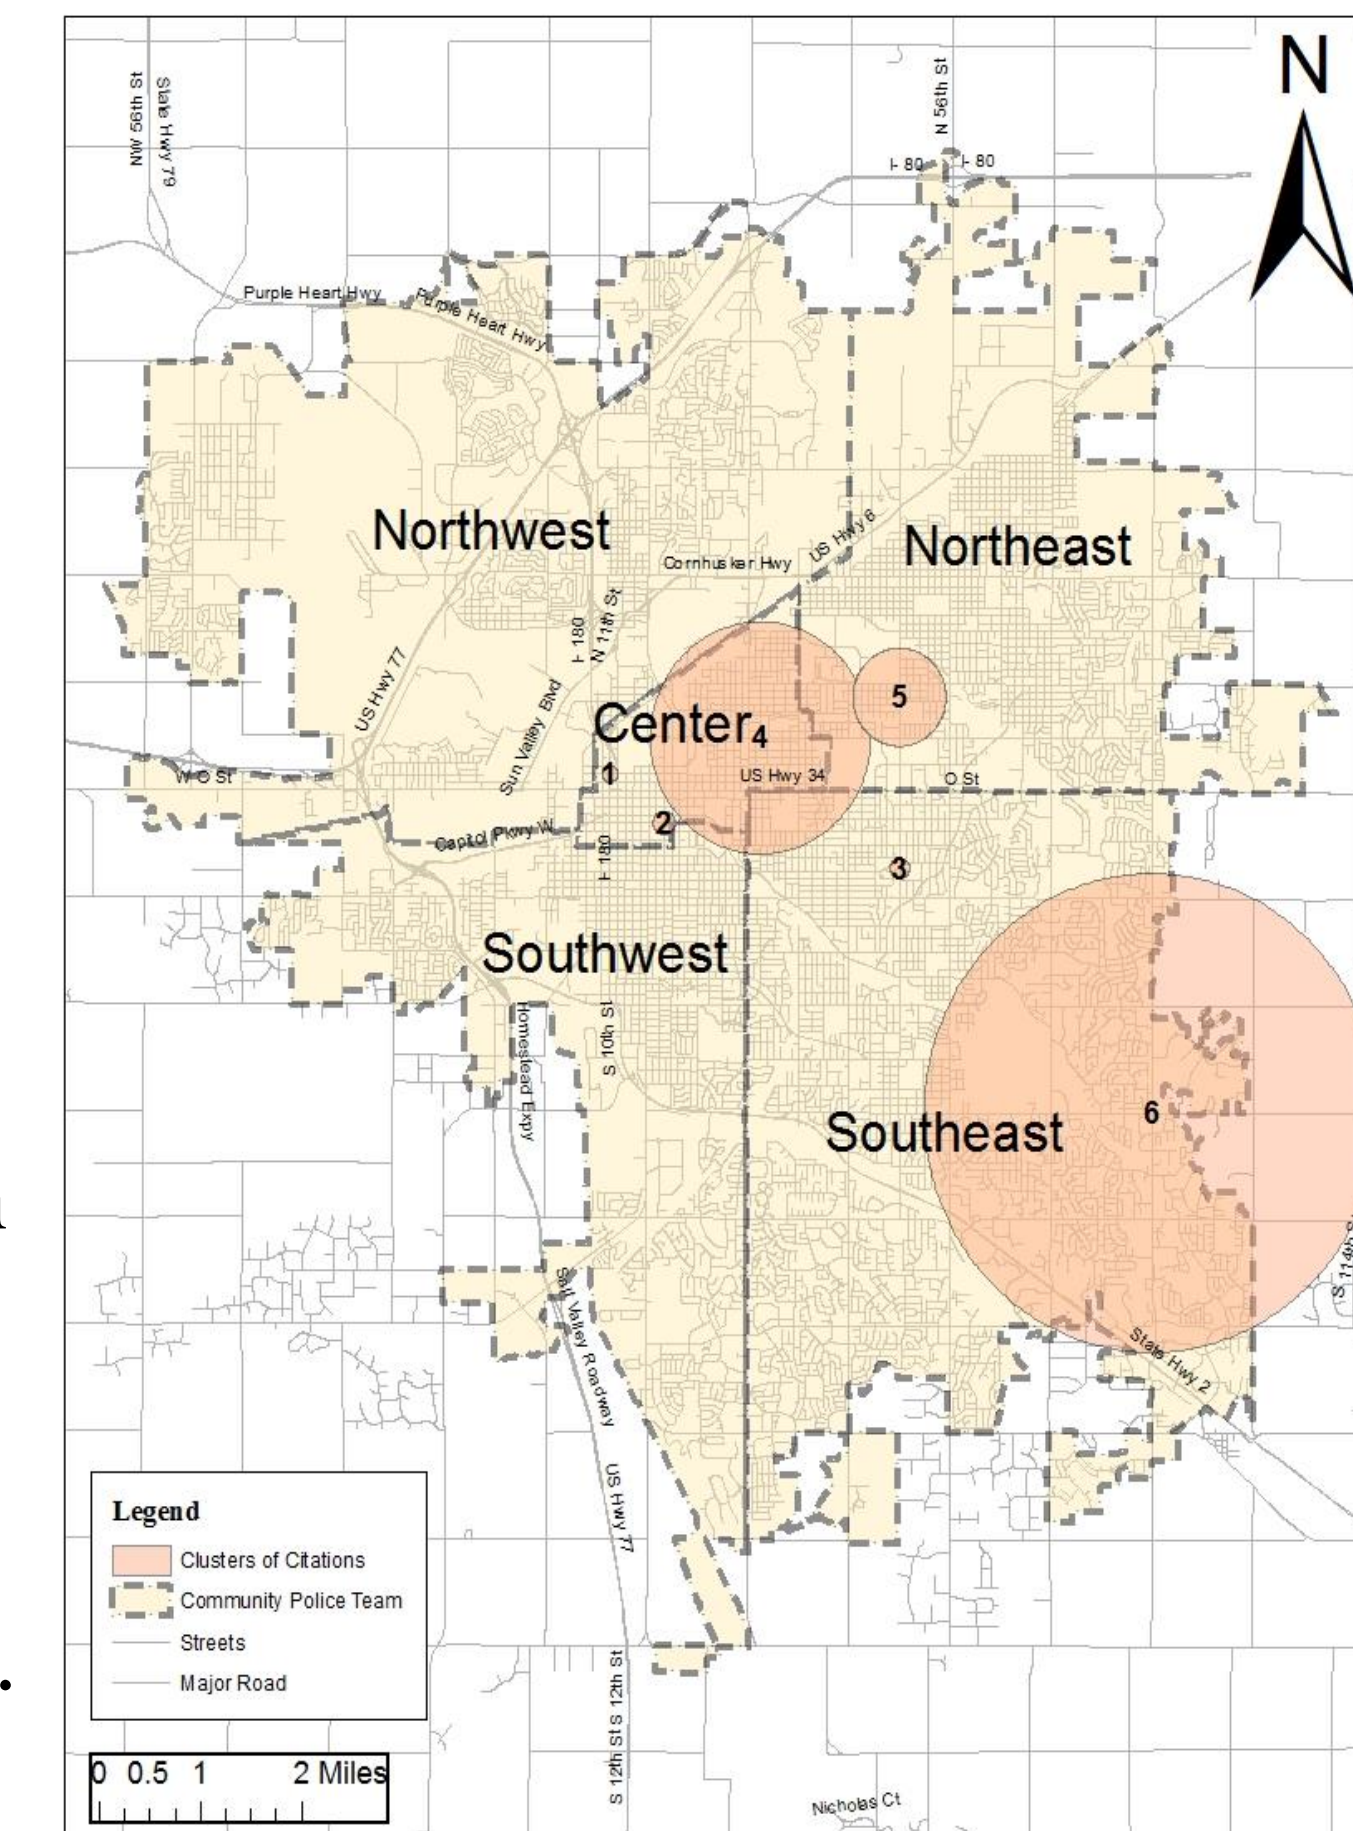 N
NW 56th St
State Hwy 79
N 56th St
I- 80
I- 80
Purple Heart Hwy
Purple Heart Hwy
Northwest
Northeast
US Hwy 6
Cornhusker Hwy
I- 180
N 11th St
US Hwy 77
Sun Valley Blvd
5
Center
4
1
W O St
US Hwy 34
O St
2
Capitol Pkwy W
I- 180
3
Southwest
Homestead Expy
S 10th St
6
Southeast
S 114th St
Salt Valley Roadway
State Hwy 2
US Hwy 77
Legend
Clusters of Citations
Community Police Team
Streets
Major Road
S 12th St S 12th St
0 0.5 1 2 Miles
Nicholas Ct
.